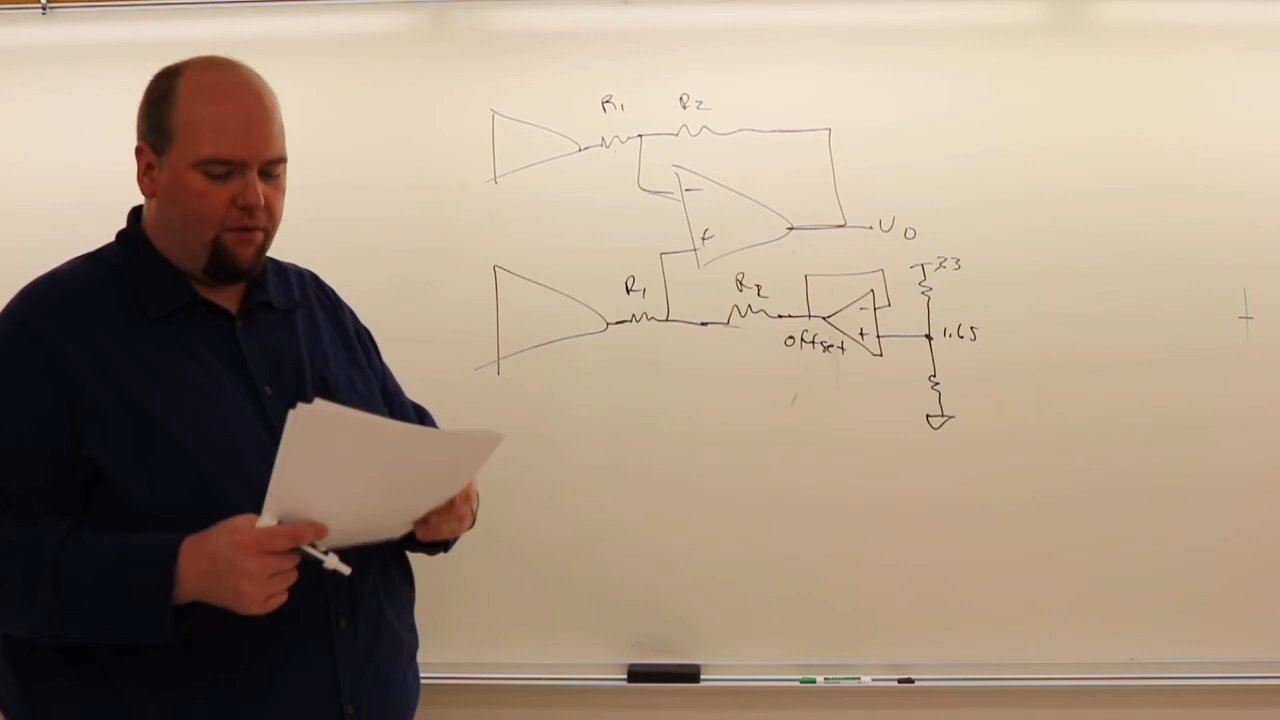 R1 R2
-
+
Vo
R1
R2
3.3
-
+
offset
1.65